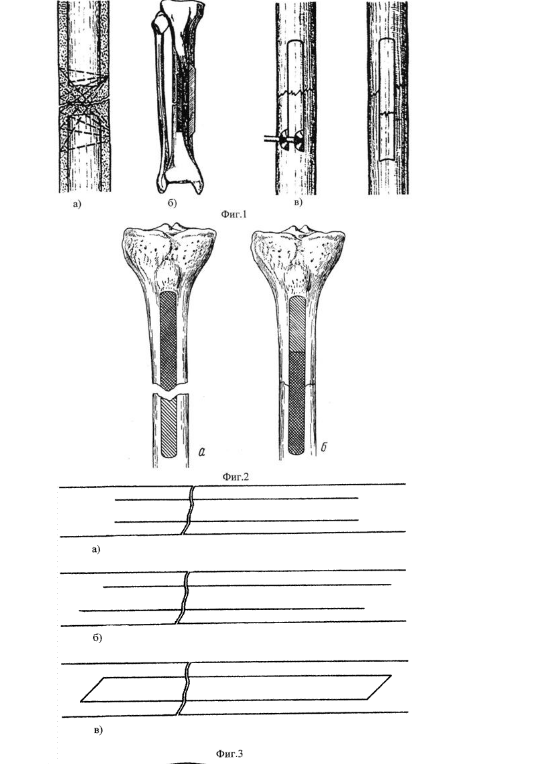 а) б) в)
Фиг.1
а б
Фиг.2
а)
б)
в)
Фиг.3